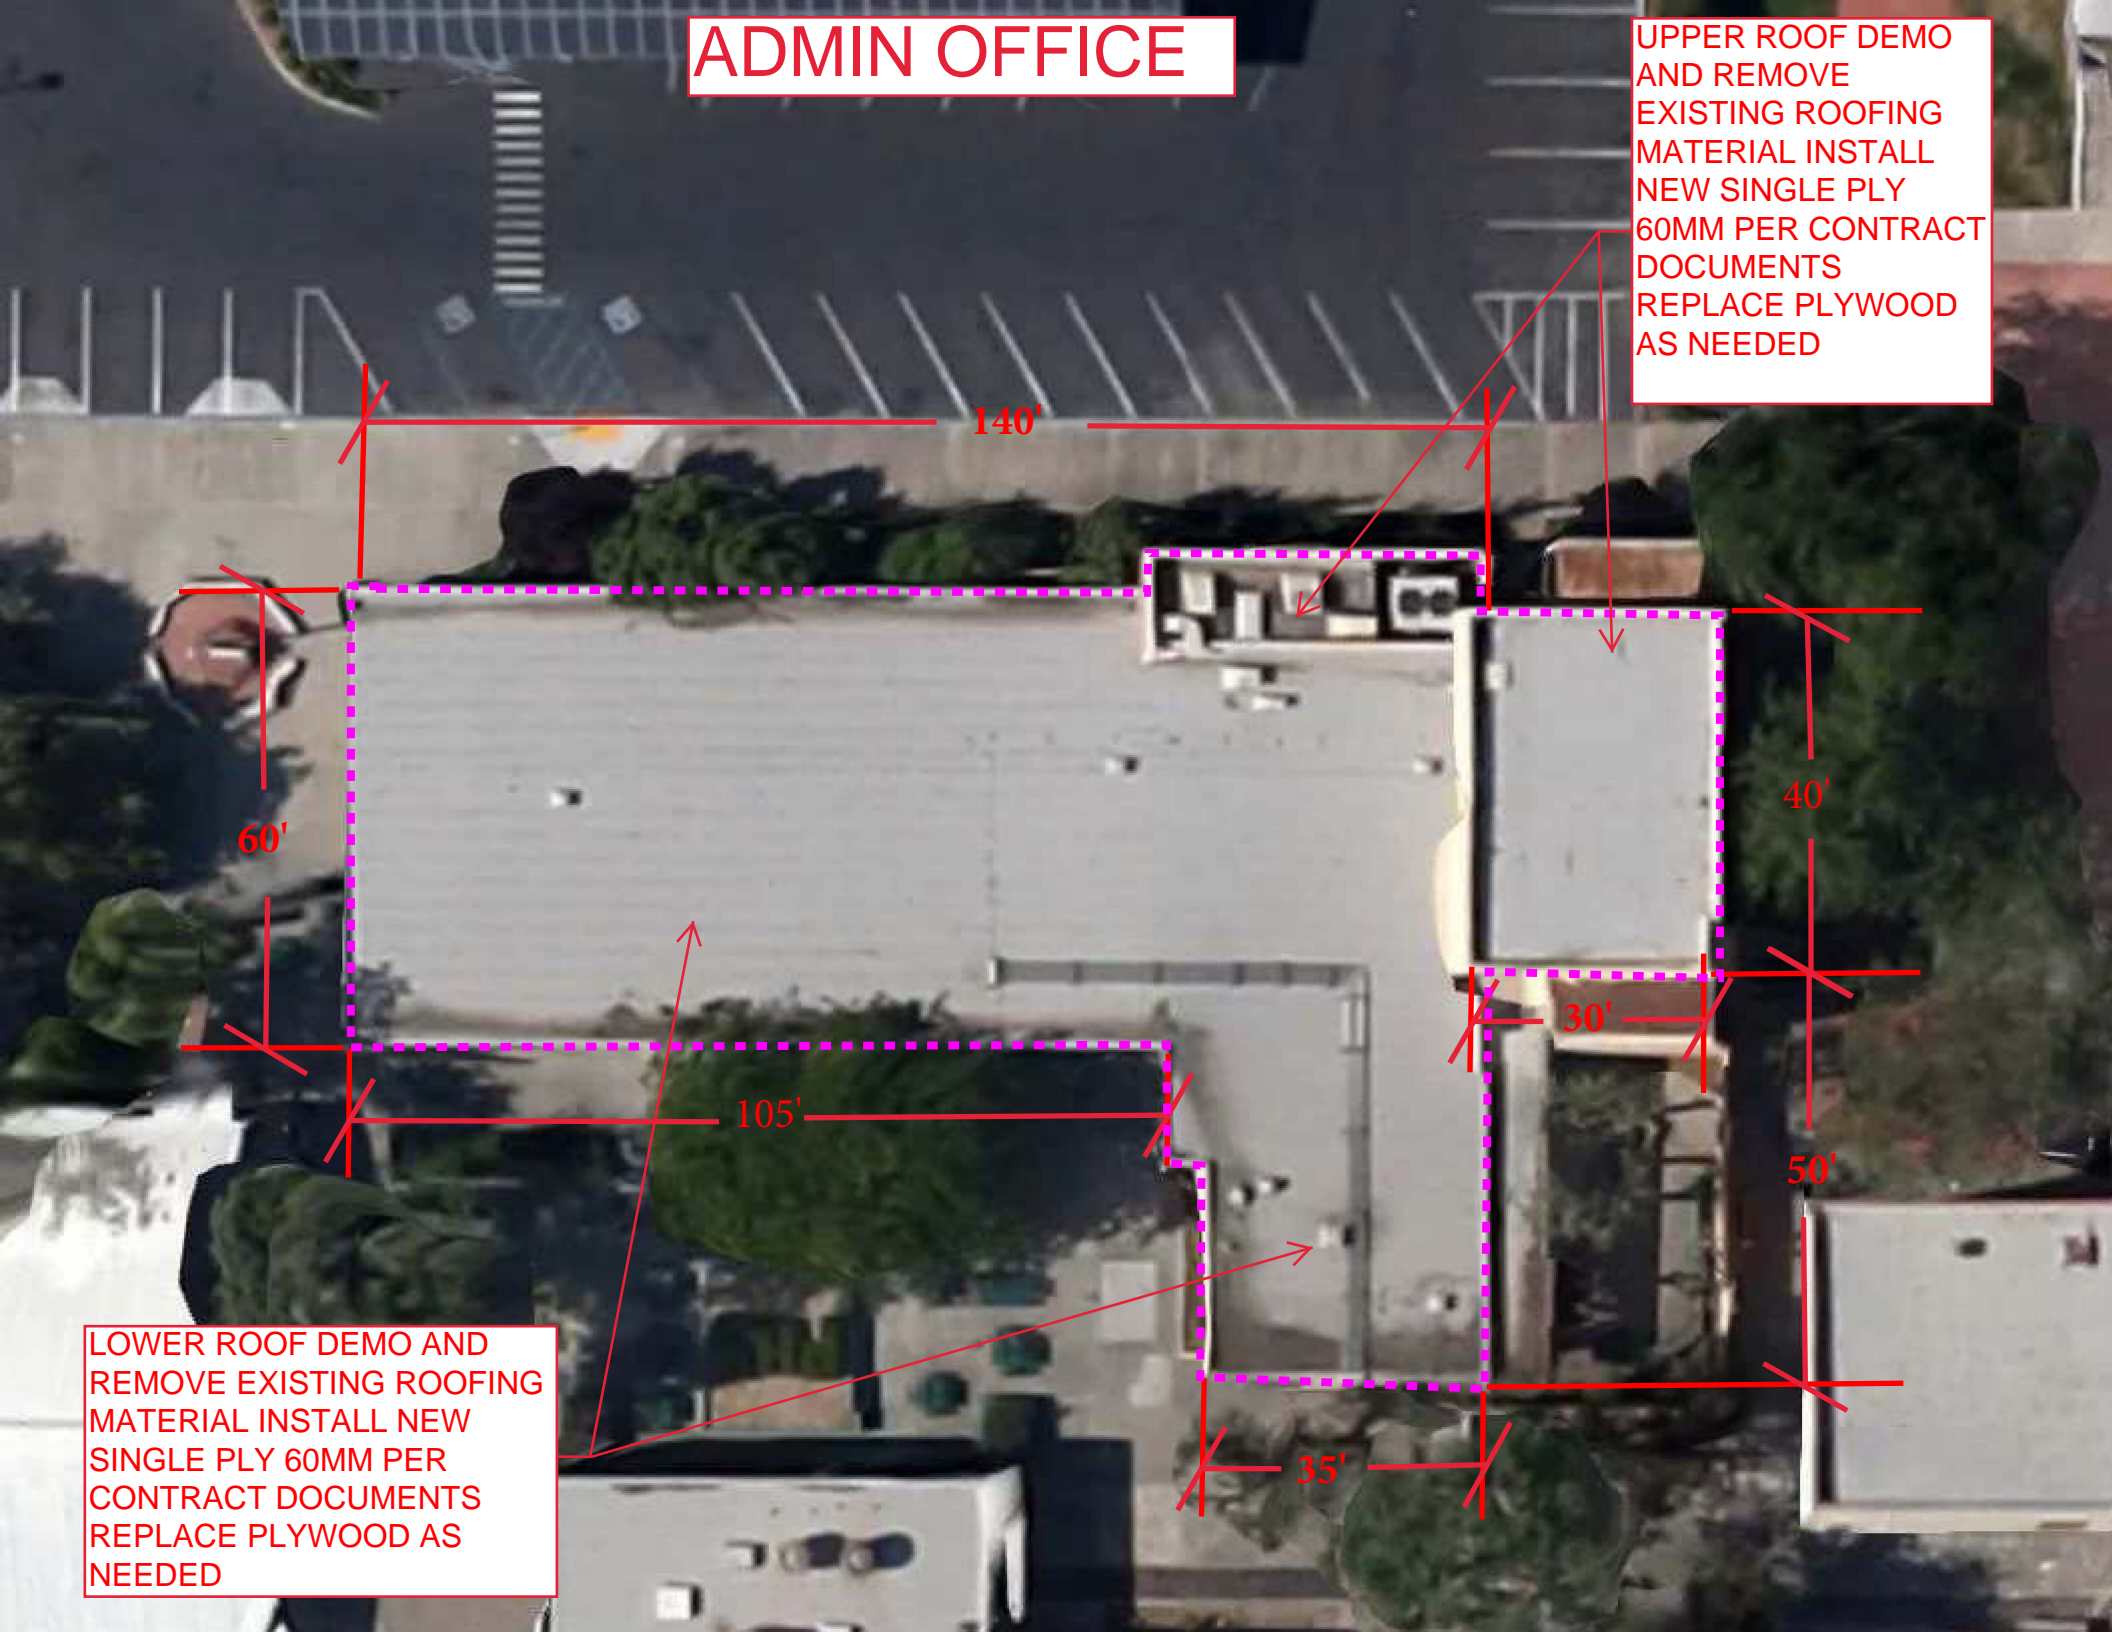 ADMIN OFFICE
UPPER ROOF DEMO
AND REMOVE
EXISTING ROOFING
MATERIAL INSTALL
NEW SINGLE PLY
60MM PER CONTRACT
DOCUMENTS
REPLACE PLYWOOD
AS NEEDED
140'
60'
40'
30'
105'
50'
35'
LOWER ROOF DEMO AND
REMOVE EXISTING ROOFING
MATERIAL INSTALL NEW
SINGLE PLY 60MM PER
CONTRACT DOCUMENTS
REPLACE PLYWOOD AS
NEEDED